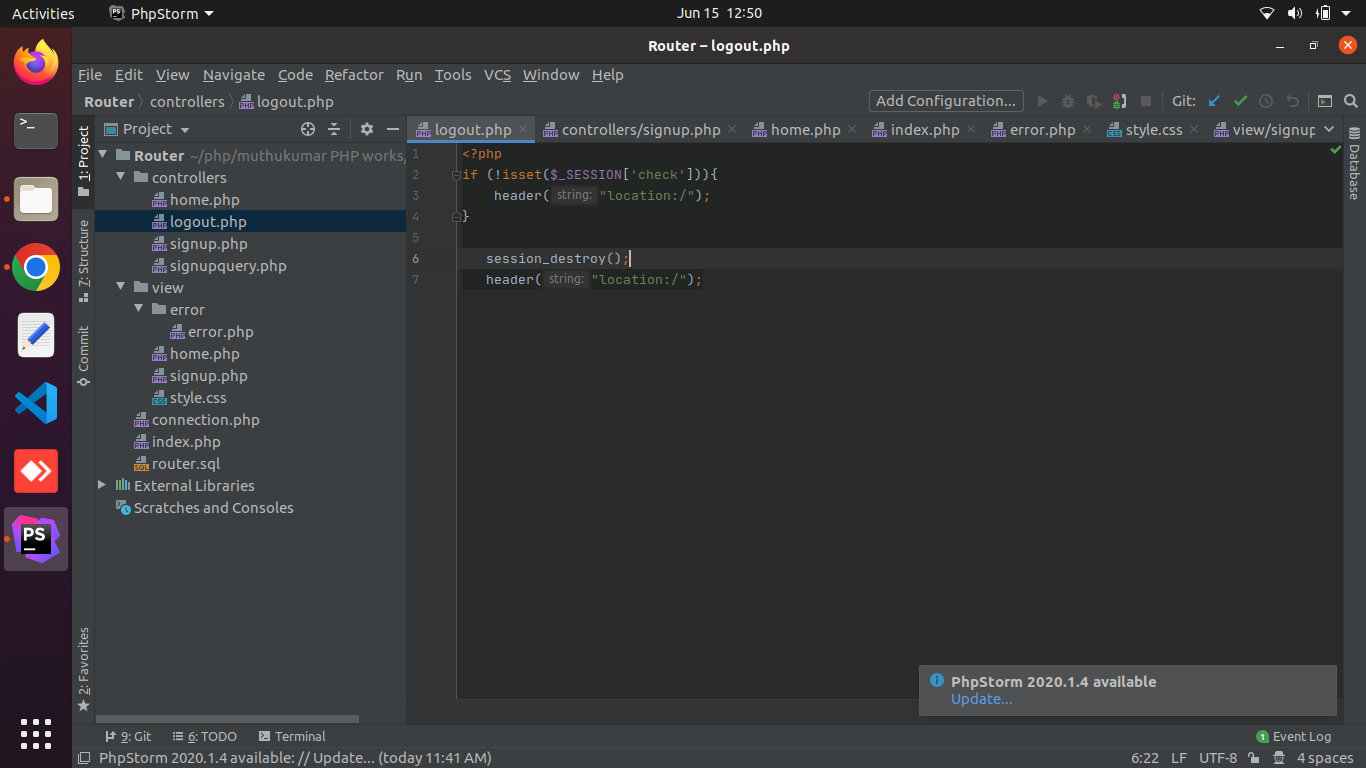 Activities PhpStorm Jun 15 12:50
Router – logout.php
File Edit View Navigate Code Refactor Run Tools VCS Window Help
Router controllers logout.php Add Configuration... Git:
1: Project
7: Structure
Commit
2: Favorites
Project
Router ~/php/muthukumar PHP works,
controllers
home.php
logout.php
signup.php
signupquery.php
view
error
error.php
home.php
signup.php
style.css
connection.php
index.php
router.sql
External Libraries
Scratches and Consoles
logout.php controllers/signup.php home.php index.php error.php style.css view/signup
1 <?php
2 if (!isset($_SESSION['check'])){
3 header( string: "location:/");
4 }
5
6 session_destroy();
7 header( string: "location:/");
Database
PhpStorm 2020.1.4 available
Update...
9: Git 6: TODO Terminal 1 Event Log
PhpStorm 2020.1.4 available: // Update... (today 11:41 AM) 6:22 LF UTF-8 4 spaces